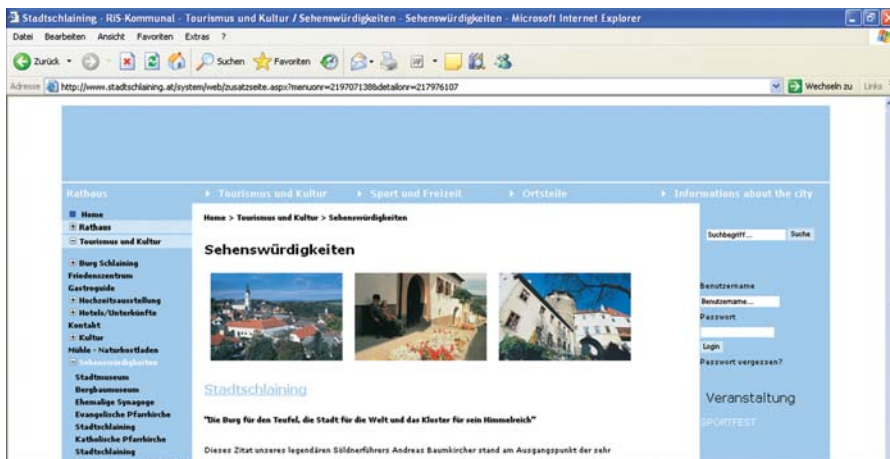 Stadtschlaining - RiS-Kommunal - Tourismus und Kultur / Sehenswürdigkeiten - Sehenswürdigkeiten - Microsoft Internet Explorer
Datei Bearbeiten Ansicht Favoriten Extras ?
Zurück Suchen Favoriten
Adresse http://www.stadtschlaining.at/system/web/zusatzseite.aspx?menuonr=219707138&detailonr=217976107 Wechseln zu Links
Rathaus Tourismus und Kultur Sport und Freizeit Ortsteile Informations about the city
Home
Rathaus
Tourismus und Kultur
Burg Schlaining
Friedenszentrum
Gastroguide
Hochzeitsausstellung
Hotels/Unterkünfte
Kontakt
Kultur
Mühle - Naturkostladen
Sehenswürdigkeiten
Stadtmuseum
Bergbaumuseum
Ehemalige Synagoge
Evangelische Pfarrkirche
Stadtschlaining
Katholische Pfarrkirche
Stadtschlaining
Home > Tourismus und Kultur > Sehenswürdigkeiten
Sehenswürdigkeiten
Stadtschlaining
"Die Burg für den Teufel, die Stadt für die Welt und das Kloster für sein Himmelreich"
Dieses Zitat unseres legendären Söldnerführers Andreas Baumkircher stand am Ausgangspunkt der sehr
Suchbegriff... Suche
Benutzername
Benutzername...
Passwort
Login
Passwort vergessen?
Veranstaltung
SPORTFEST